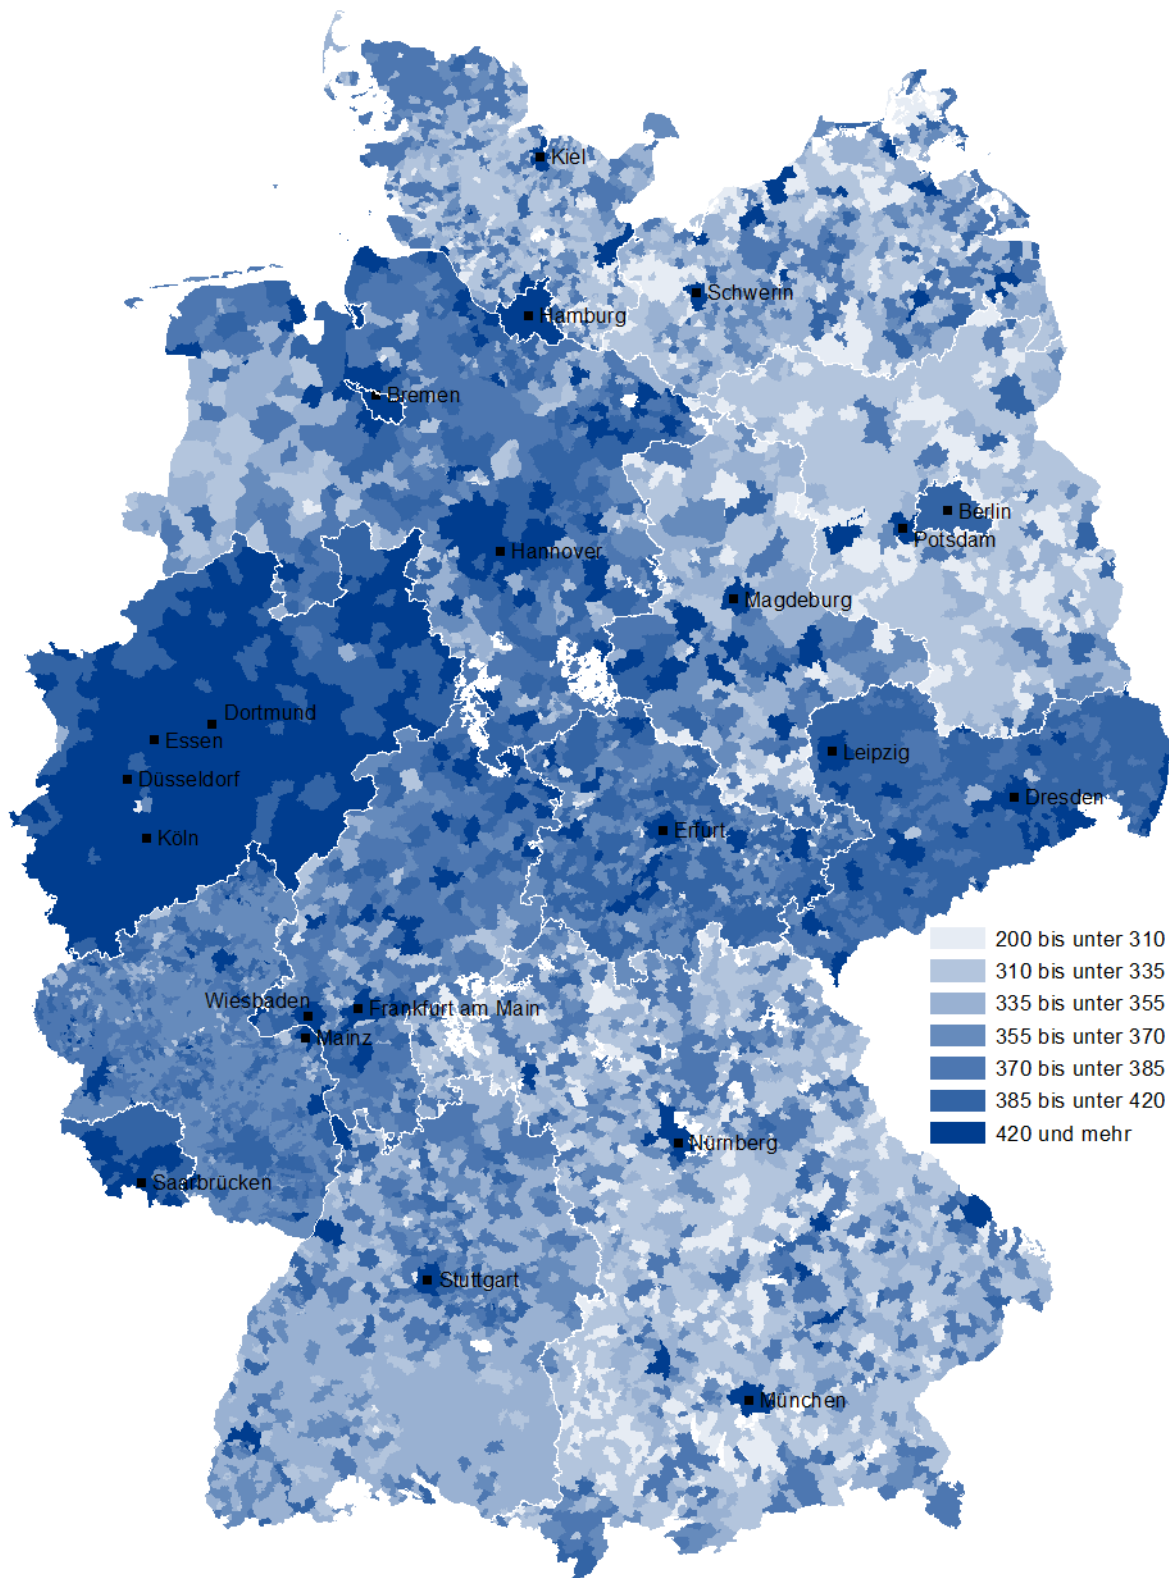 Kiel
Schwerin
Hamburg
Bremen
Berlin
Potsdam
Hannover
Magdeburg
Dortmund
Essen
Leipzig
Düsseldorf
Dresden
Erfurt
Köln
200 bis unter 310
310 bis unter 335
335 bis unter 355
355 bis unter 370
370 bis unter 385
385 bis unter 420
420 und mehr
Wiesbaden
Frankfurt am Main
Mainz
Nürnberg
Saarbrücken
Stuttgart
München